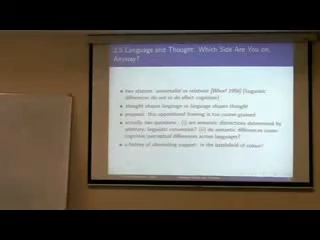 2.5 Language and Thought: Which Side Are You on,
Anyway?
two stances: universalist vs relativist [Whorf 1956] (linguistic
differences do not to do affect cognition)
thought shapes language vs language shapes thought
proposal: this oppositional framing is too coarse-grained
actually, two questions: (i) are semantic distinctions determined by
arbitrary linguistic convention? (ii) do semantic differences cause
cognitive/perceptual differences across languages?
a history of alternating support: in the battlefield of colour!